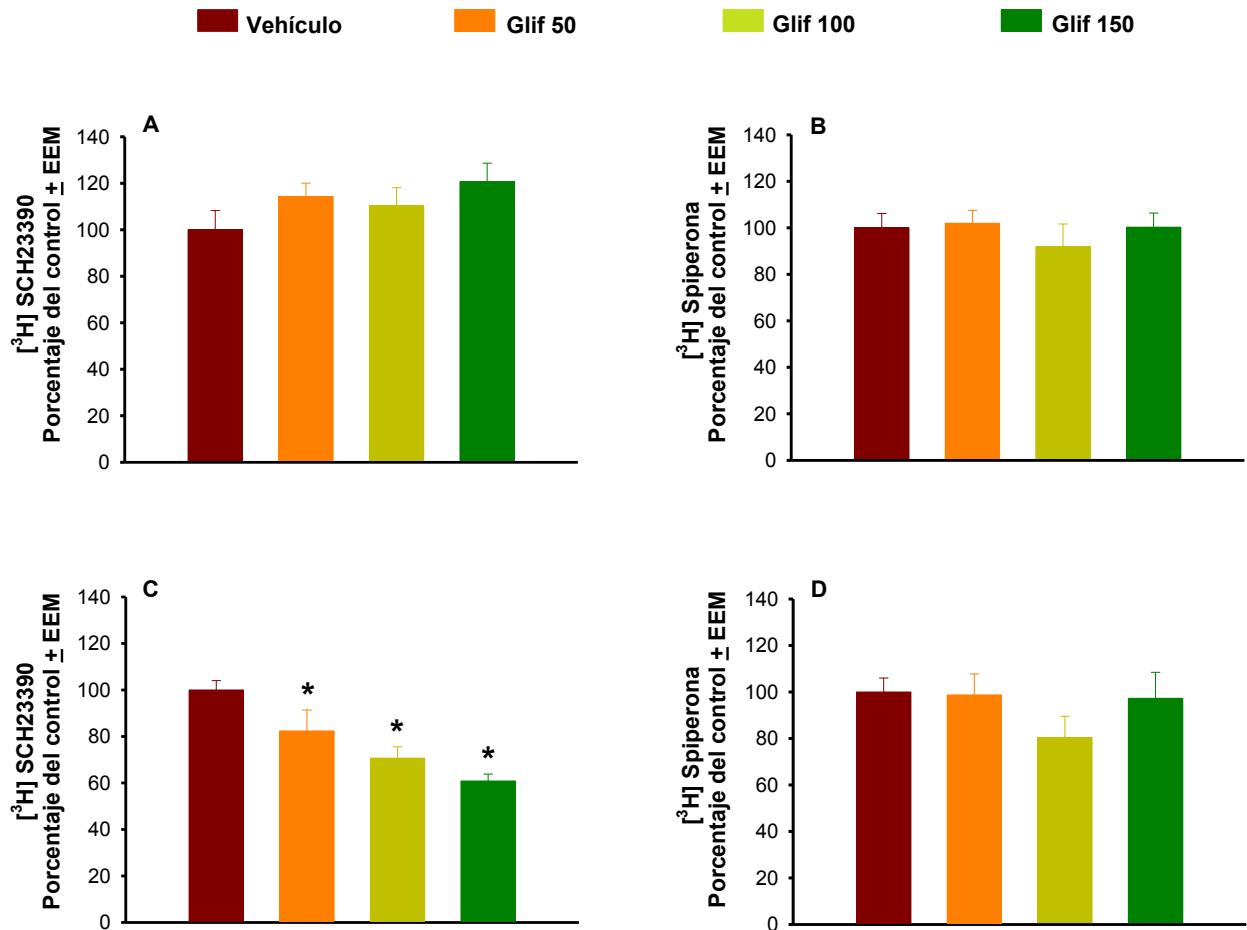 Vehículo
Glif 50
Glif 100
Glif 150
A
[³H] SCH23390
Porcentaje del control ± EEM
140
120
100
80
60
40
20
0
B
[³H] Spiperona
Porcentaje del control ± EEM
140
120
100
80
60
40
20
0
C
[³H] SCH23390
Porcentaje del control ± EEM
140
120
100
80
60
40
20
0
*
*
*
D
[³H] Spiperona
Porcentaje del control ± EEM
140
120
100
80
60
40
20
0